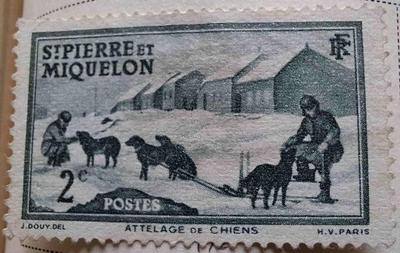 ST PIERRE ET
MIQUELON
RF
2c
POSTES
J.DOUY.DEL
ATTELAGE DE CHIENS
H.V.PARIS